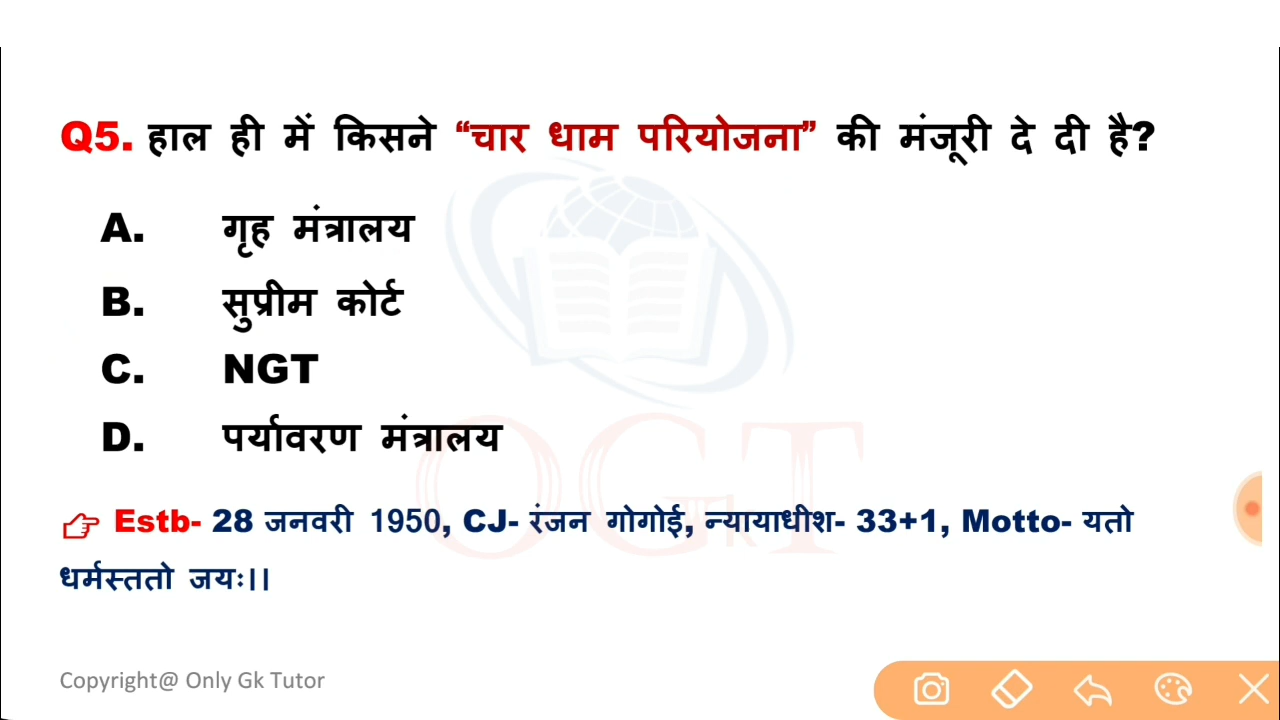 Q5. हाल ही में किसने “चार धाम परियोजना” की मंजूरी दे दी है?
A. गृह मंत्रालय
B. सुप्रीम कोर्ट
C. NGT
D. पर्यावरण मंत्रालय
OGT
Estb- 28 जनवरी 1950, CJ- रंजन गोगोई, न्यायाधीश- 33+1, Motto- यतो
धर्मस्ततो जयः।।
Copyright@ Only Gk Tutor